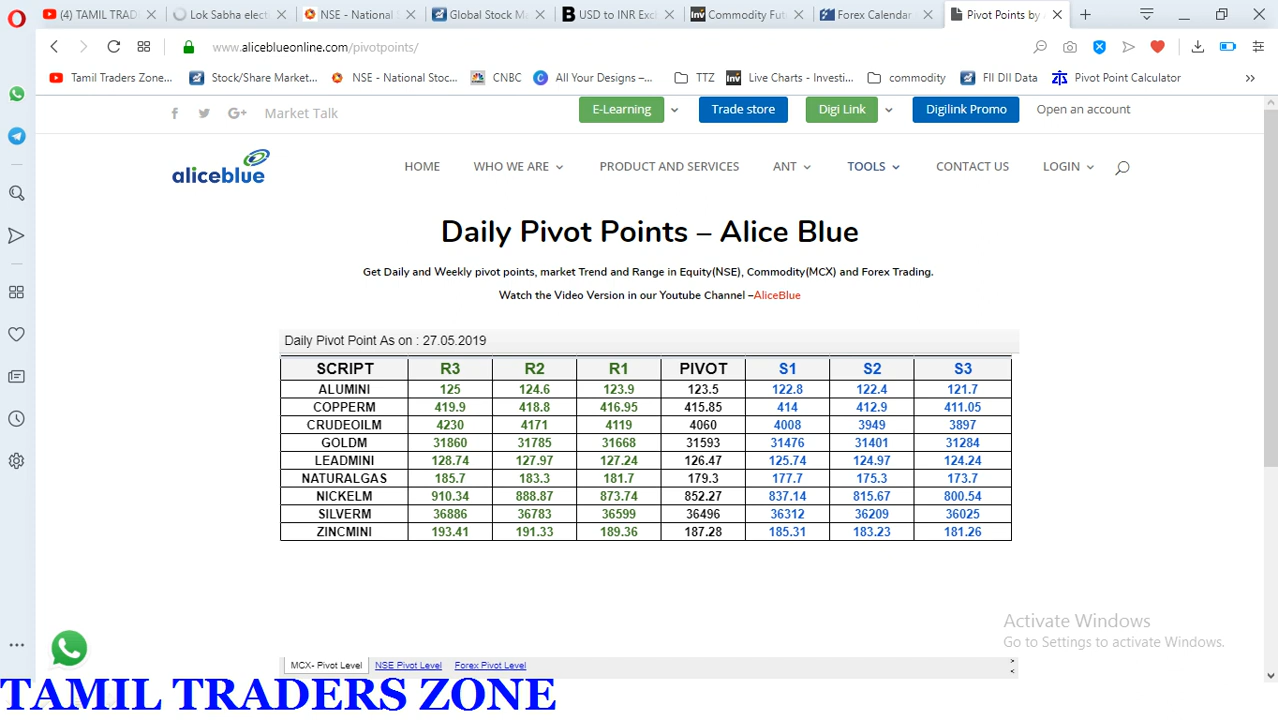 (4) TAMIL TRAD
Lok Sabha elect
NSE - National S
Global Stock M
USD to INR Exc
Commodity Fut
Forex Calendar
Pivot Points by
www.aliceblueonline.com/pivotpoints/
Tamil Traders Zone...
Stock/Share Market...
NSE - National Stoc...
CNBC
All Your Designs –...
TTZ
Live Charts - Investi...
commodity
FII DII Data
Pivot Point Calculator
Market Talk
E-Learning
Trade store
Digi Link
Digilink Promo
Open an account
aliceblue
HOME
WHO WE ARE
PRODUCT AND SERVICES
ANT
TOOLS
CONTACT US
LOGIN
Daily Pivot Points – Alice Blue
Get Daily and Weekly pivot points, market Trend and Range in Equity(NSE), Commodity(MCX) and Forex Trading.
Watch the Video Version in our Youtube Channel –AliceBlue
Daily Pivot Point As on : 27.05.2019
SCRIPT R3 R2 R1 PIVOT S1 S2 S3
ALUMINI 125 124.6 123.9 123.5 122.8 122.4 121.7
COPPERM 419.9 418.8 416.95 415.85 414 412.9 411.05
CRUDEOILM 4230 4171 4119 4060 4008 3949 3897
GOLDM 31860 31785 31668 31593 31476 31401 31284
LEADMINI 128.74 127.97 127.24 126.47 125.74 124.97 124.24
NATURALGAS 185.7 183.3 181.7 179.3 177.7 175.3 173.7
NICKELM 910.34 888.87 873.74 852.27 837.14 815.67 800.54
SILVERM 36886 36783 36599 36496 36312 36209 36025
ZINCMINI 193.41 191.33 189.36 187.28 185.31 183.23 181.26
Activate Windows
Go to Settings to activate Windows.
MCX- Pivot Level
NSE Pivot Level
Forex Pivot Level
TAMIL TRADERS ZONE